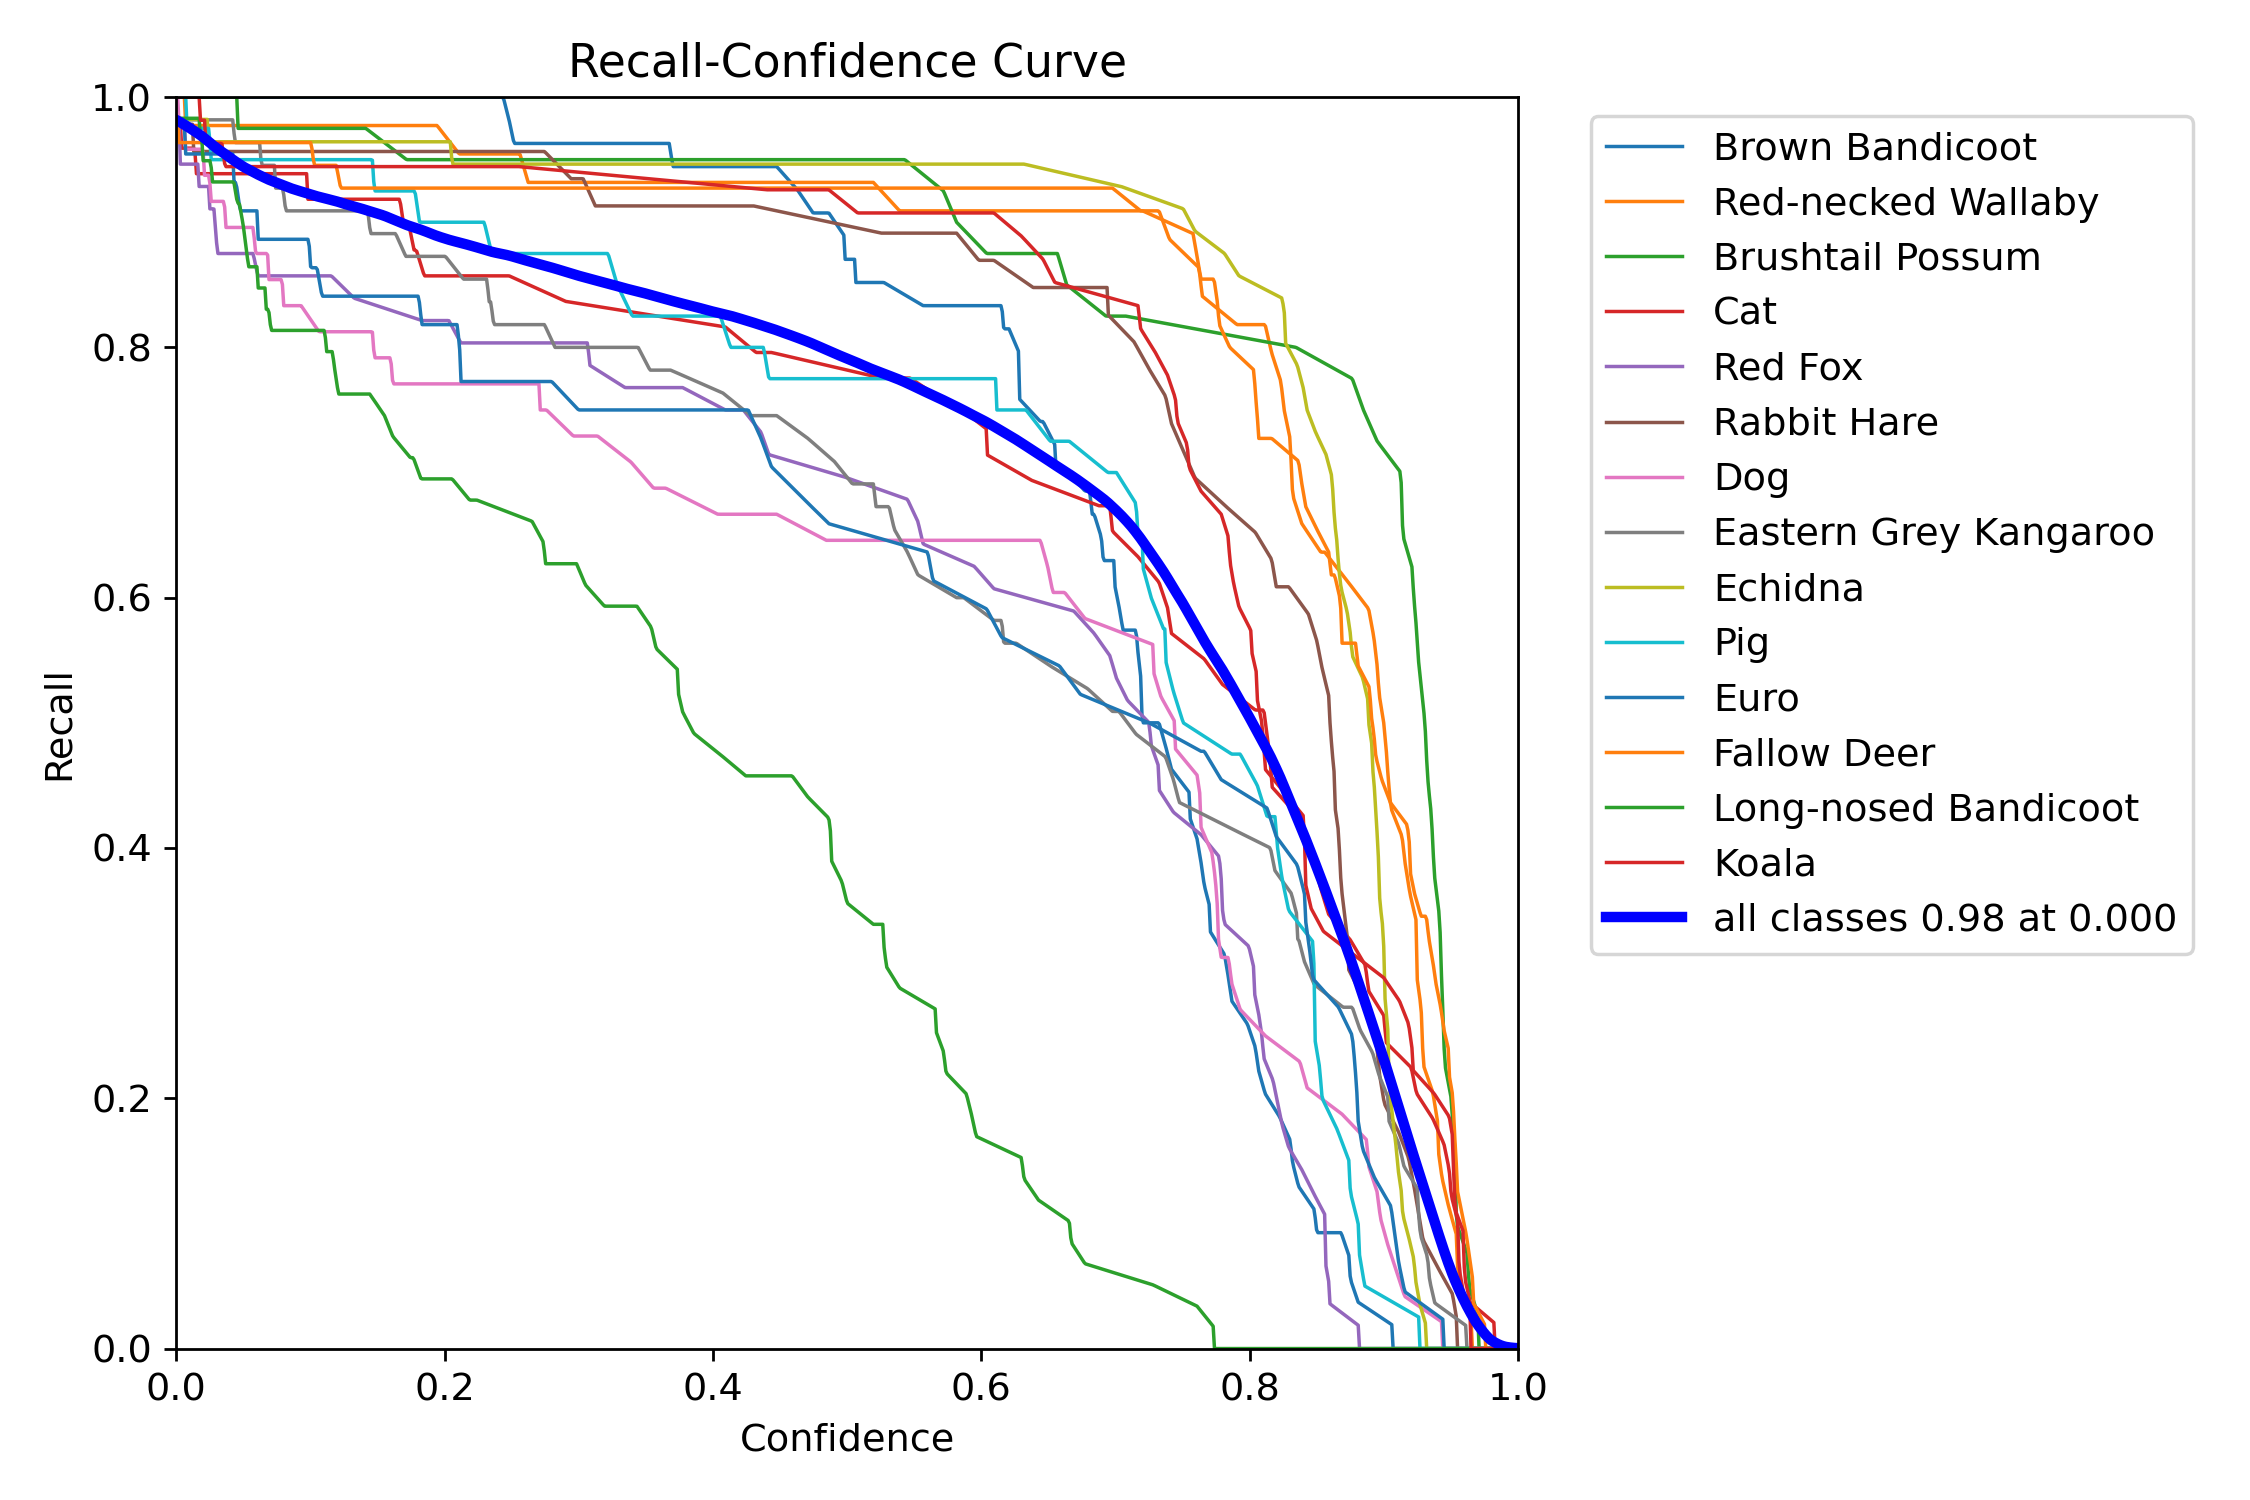 Recall-Confidence Curve
1.0
0.8
0.6
0.4
0.2
0.0
Recall
0.0 0.2 0.4 0.6 0.8 1.0
Confidence
Brown Bandicoot
Red-necked Wallaby
Brushtail Possum
Cat
Red Fox
Rabbit Hare
Dog
Eastern Grey Kangaroo
Echidna
Pig
Euro
Fallow Deer
Long-nosed Bandicoot
Koala
all classes 0.98 at 0.000